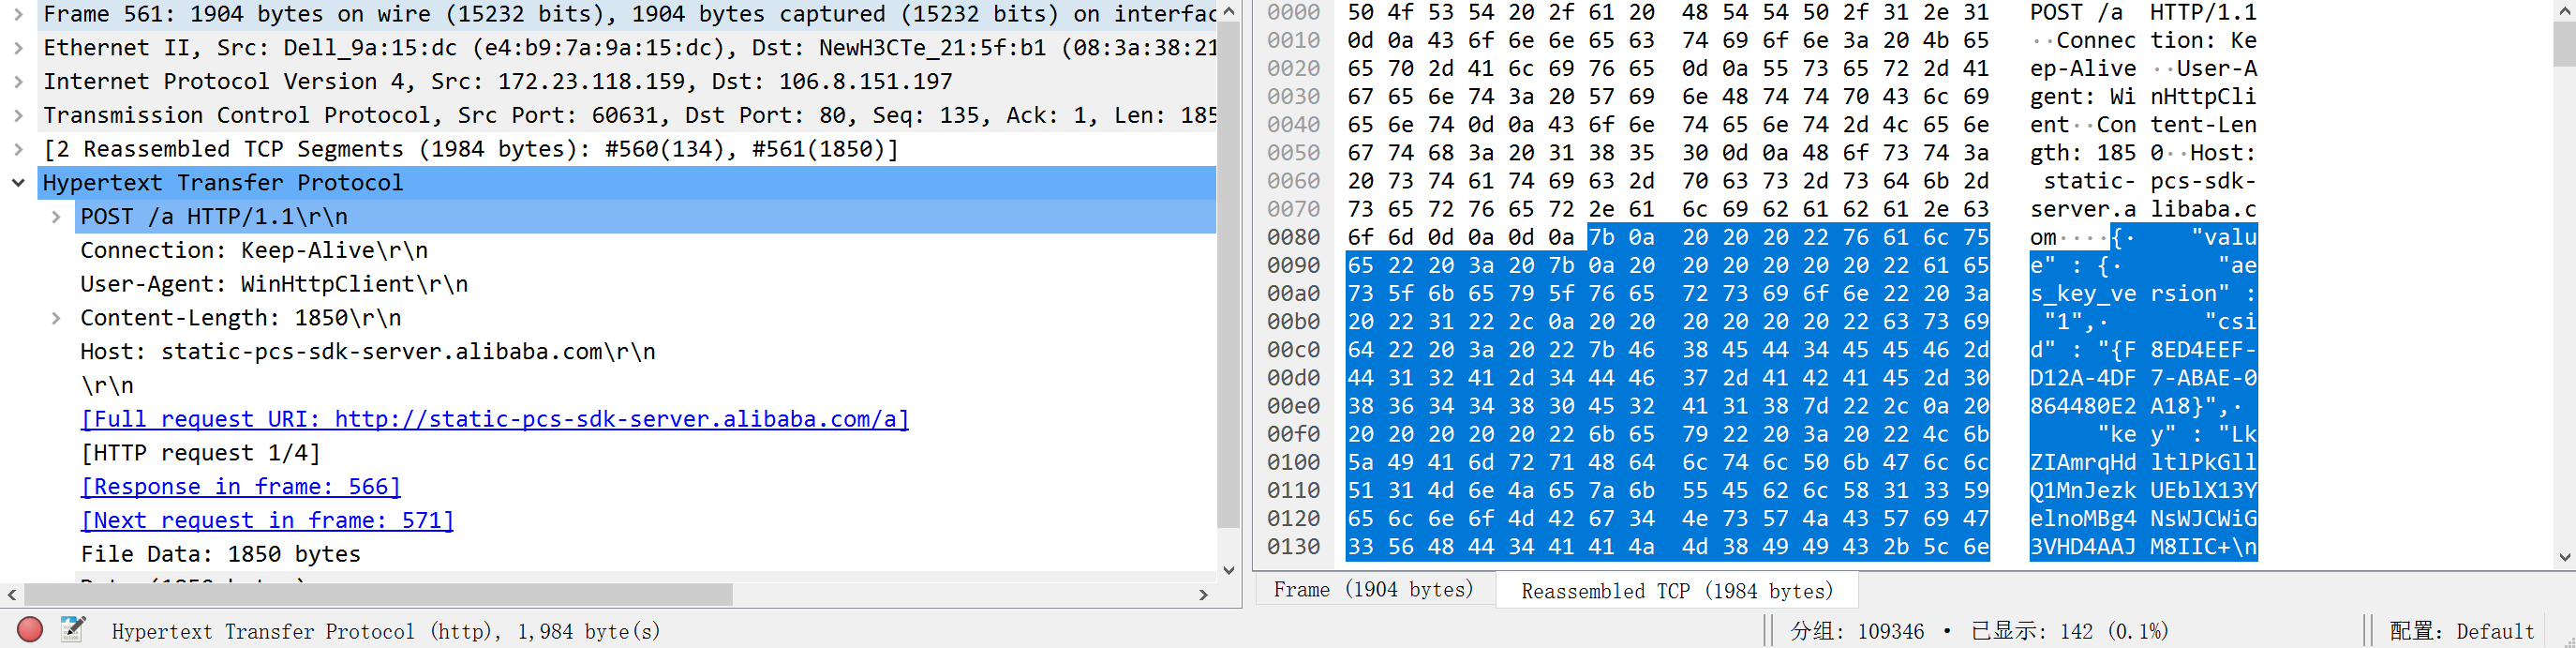 Frame 561: 1904 bytes on wire (15232 bits), 1904 bytes captured (15232 bits) on interfac
Ethernet II, Src: Dell_9a:15:dc (e4:b9:7a:9a:15:dc), Dst: NewH3CTe_21:5f:b1 (08:3a:38:21
Internet Protocol Version 4, Src: 172.23.118.159, Dst: 106.8.151.197
Transmission Control Protocol, Src Port: 60631, Dst Port: 80, Seq: 135, Ack: 1, Len: 185
[2 Reassembled TCP Segments (1984 bytes): #560(134), #561(1850)]
Hypertext Transfer Protocol
POST /a HTTP/1.1\r\n
Connection: Keep-Alive\r\n
User-Agent: WinHttpClient\r\n
Content-Length: 1850\r\n
Host: static-pcs-sdk-server.alibaba.com\r\n
\r\n
[Full request URI: http://static-pcs-sdk-server.alibaba.com/a]
[HTTP request 1/4]
[Response in frame: 566]
[Next request in frame: 571]
File Data: 1850 bytes
0000 50 4f 53 54 20 2f 61 20 48 54 54 50 2f 31 2e 31 POST /a HTTP/1.1
0010 0d 0a 43 6f 6e 6e 65 63 74 69 6f 6e 3a 20 4b 65 ··Connec tion: Ke
0020 65 70 2d 41 6c 69 76 65 0d 0a 55 73 65 72 2d 41 ep-Alive ··User-A
0030 67 65 6e 74 3a 20 57 69 6e 48 74 74 70 43 6c 69 gent: Wi nHttpCli
0040 65 6e 74 0d 0a 43 6f 6e 74 65 6e 74 2d 4c 65 6e ent··Con tent-Len
0050 67 74 68 3a 20 31 38 35 30 0d 0a 48 6f 73 74 3a gth: 185 0··Host:
0060 20 73 74 61 74 69 63 2d 70 63 73 2d 73 64 6b 2d static- pcs-sdk-
0070 73 65 72 76 65 72 2e 61 6c 69 62 61 62 61 2e 63 server.a libaba.c
0080 6f 6d 0d 0a 0d 0a 7b 0a 20 20 20 22 76 61 6c 75 om····{· "valu
0090 65 22 20 3a 20 7b 0a 20 20 20 20 20 20 22 61 65 e" : {· "ae
00a0 73 5f 6b 65 79 5f 76 65 72 73 69 6f 6e 22 20 3a s_key_ve rsion" :
00b0 20 22 31 22 2c 0a 20 20 20 20 20 20 22 63 73 69 "1",· "csi
00c0 64 22 20 3a 20 22 7b 46 38 45 44 34 45 45 46 2d d" : "{F 8ED4EEF-
00d0 44 31 32 41 2d 34 44 46 37 2d 41 42 41 45 2d 30 D12A-4DF 7-ABAE-0
00e0 38 36 34 34 38 30 45 32 41 31 38 7d 22 2c 0a 20 864480E2 A18}",·
00f0 20 20 20 20 20 22 6b 65 79 22 20 3a 20 22 4c 6b "ke y" : "Lk
0100 5a 49 41 6d 72 71 48 64 6c 74 6c 50 6b 47 6c 6c ZIAmrqHd ltlPkGll
0110 51 31 4d 6e 4a 65 7a 6b 55 45 62 6c 58 31 33 59 Q1MnJezk UEblX13Y
0120 65 6c 6e 6f 4d 42 67 34 4e 73 57 4a 43 57 69 47 elnoMBg4 NsWJCWiG
0130 33 56 48 44 34 41 41 4a 4d 38 49 49 43 2b 5c 6e 3VHD4AAJ M8IIC+\n
Frame (1904 bytes) Reassembled TCP (1984 bytes)
Hypertext Transfer Protocol (http), 1,984 byte(s) 分组: 109346 · 已显示: 142 (0.1%) 配置: Default